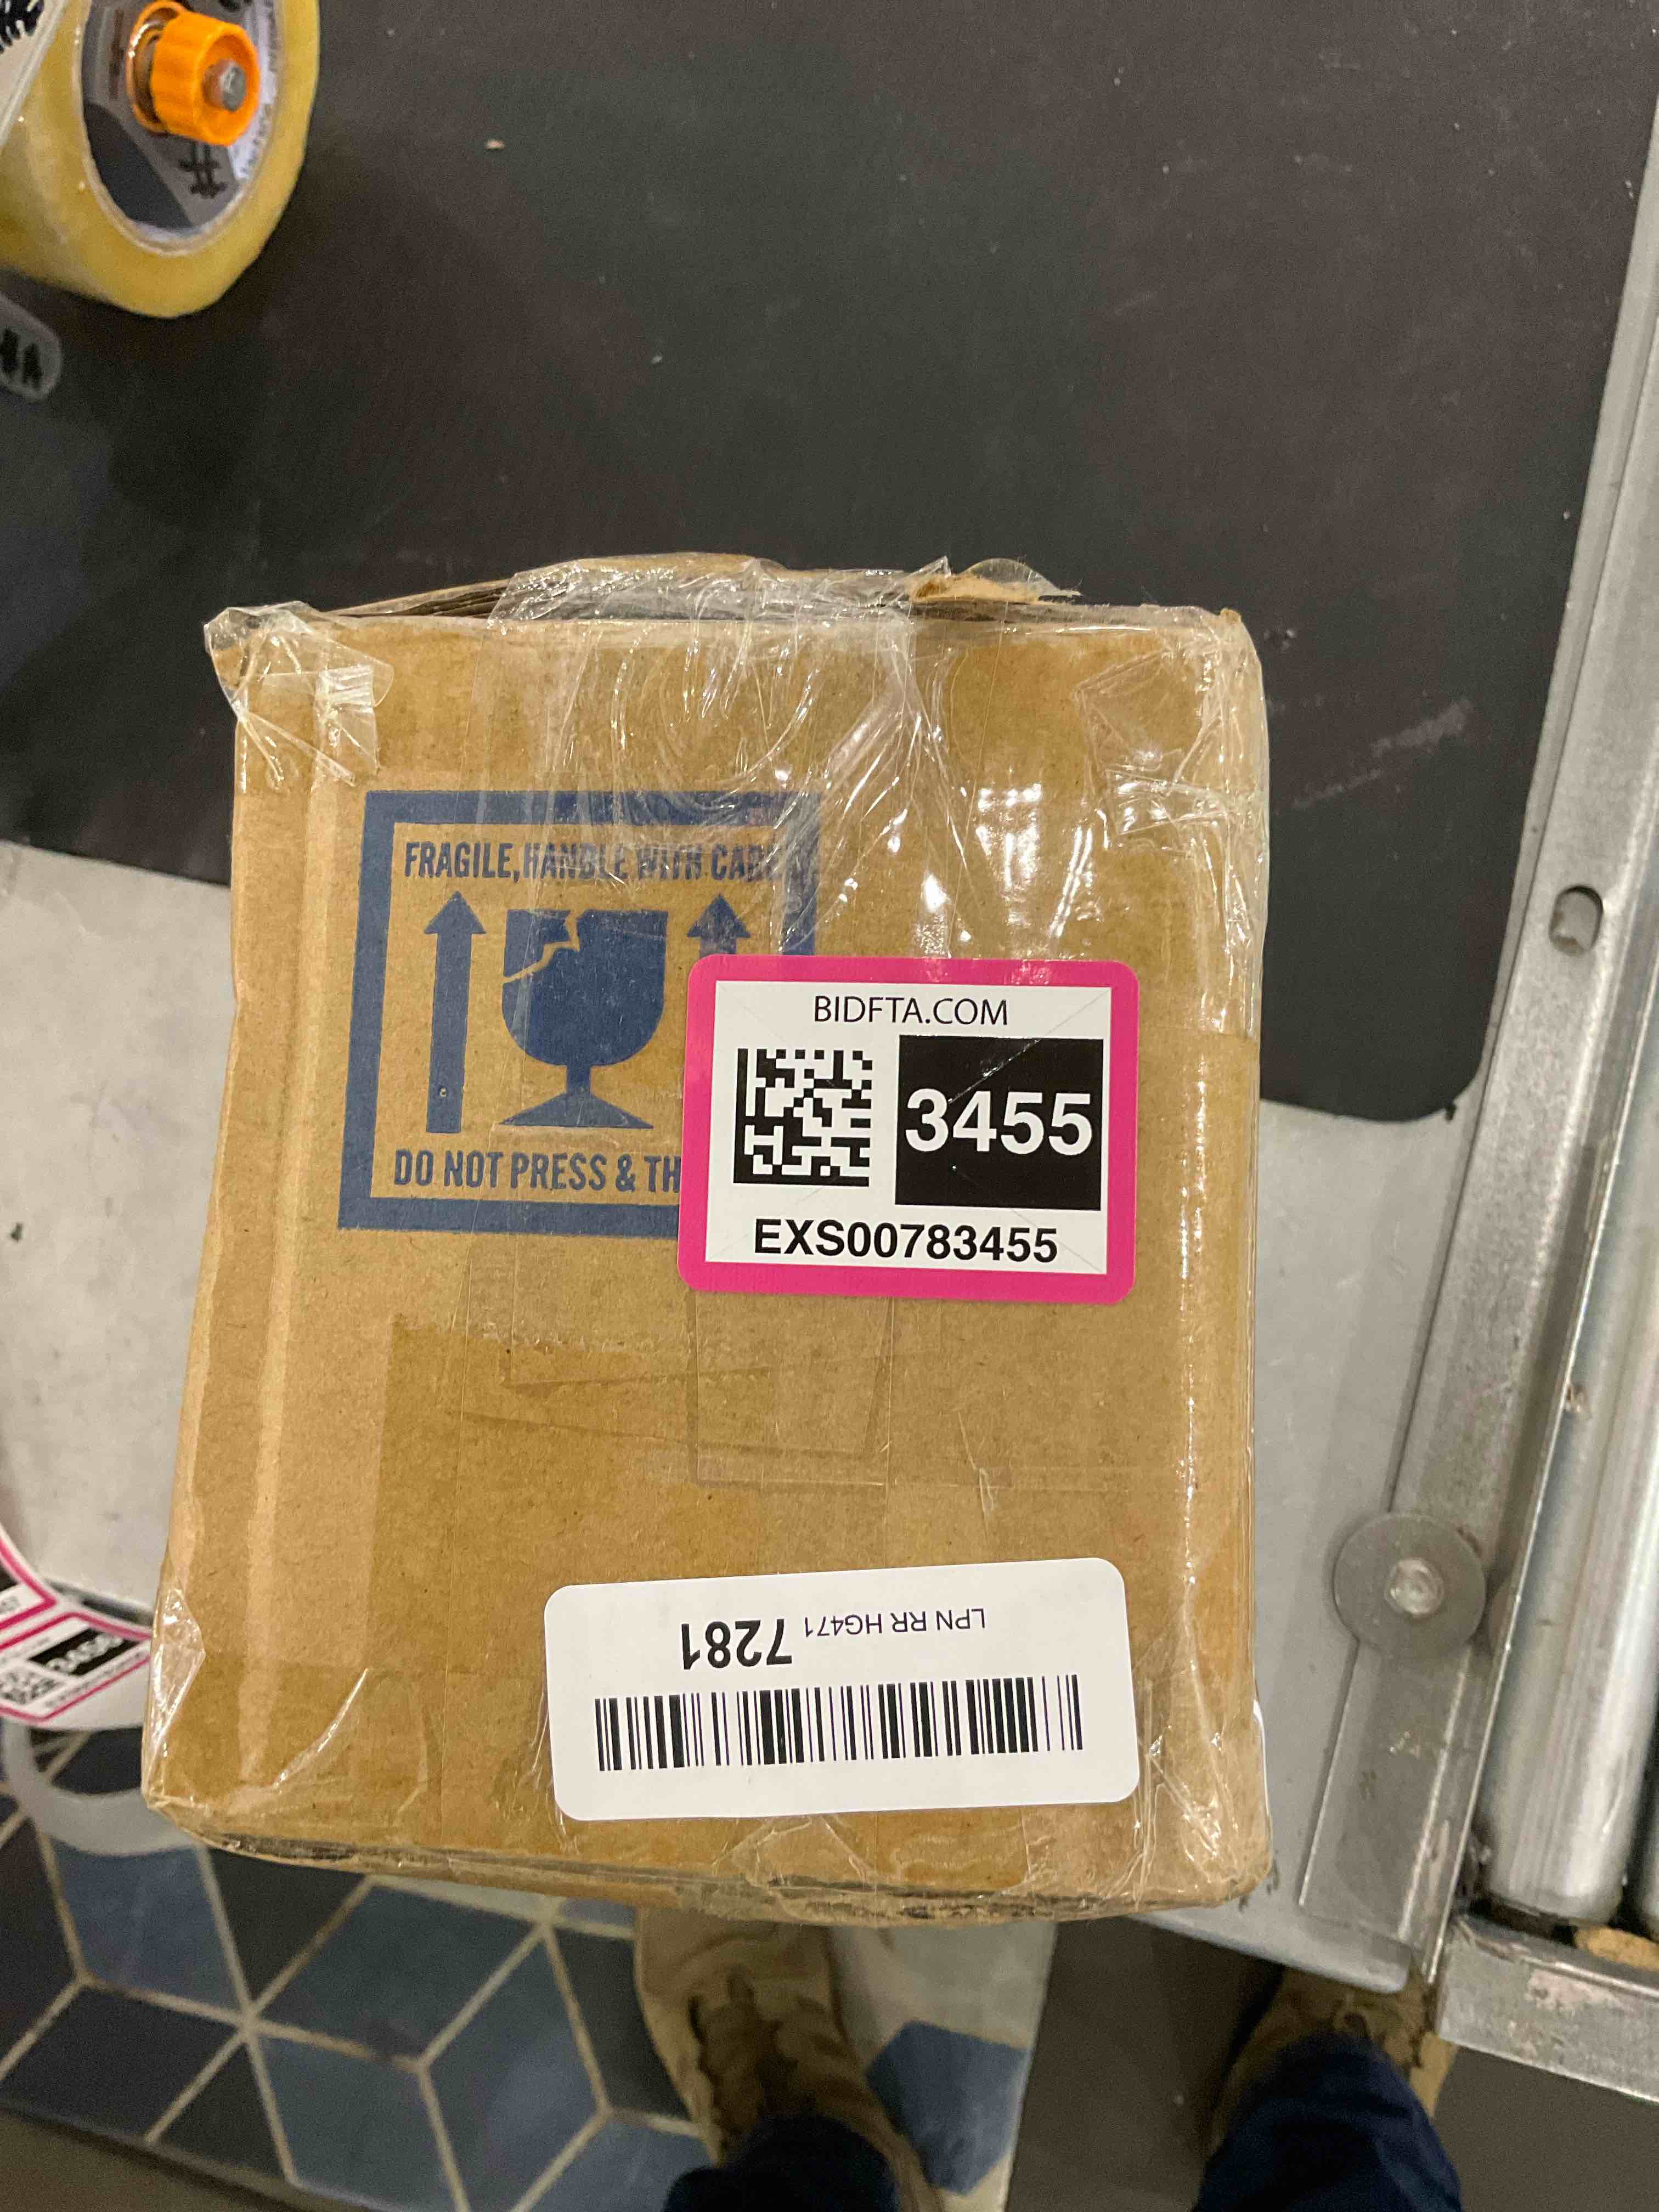 FRAGILE, HANDLE WITH CARE
DO NOT PRESS & TH
BIDFTA.COM
3455
EXS00783455
LPN RR HG471 7281